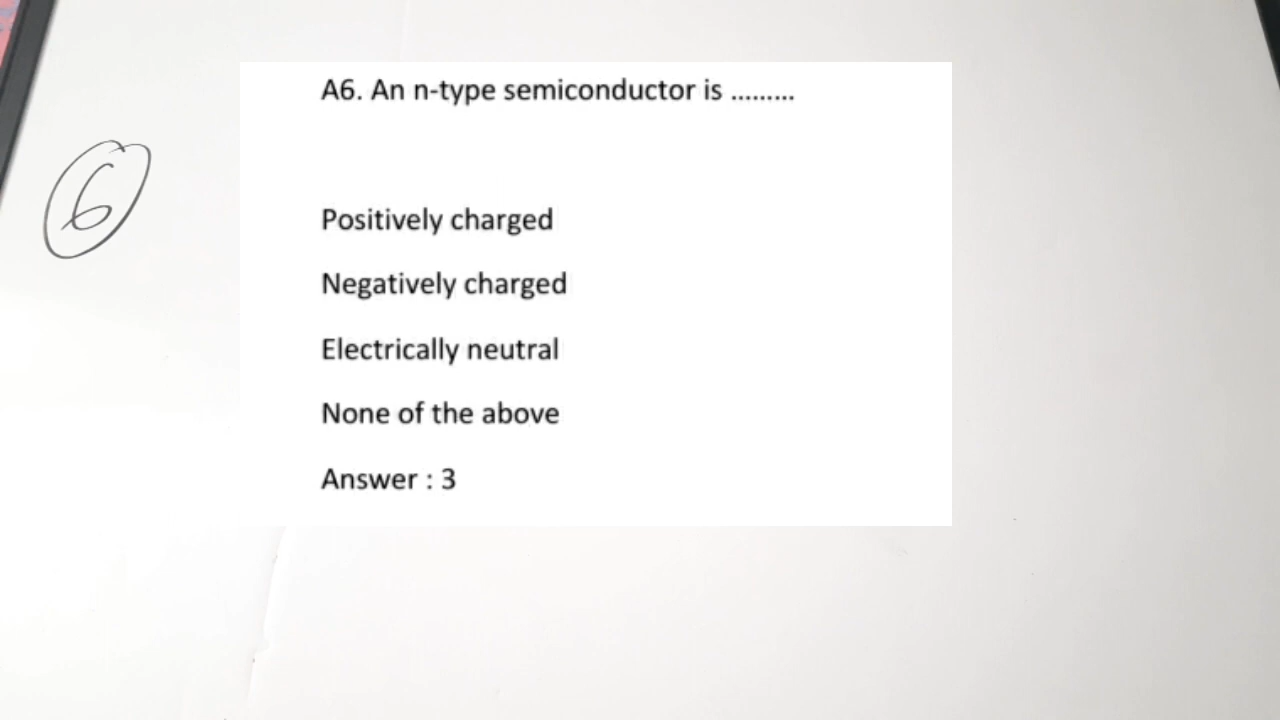 A6. An n-type semiconductor is .........
6
Positively charged
Negatively charged
Electrically neutral
None of the above
Answer : 3